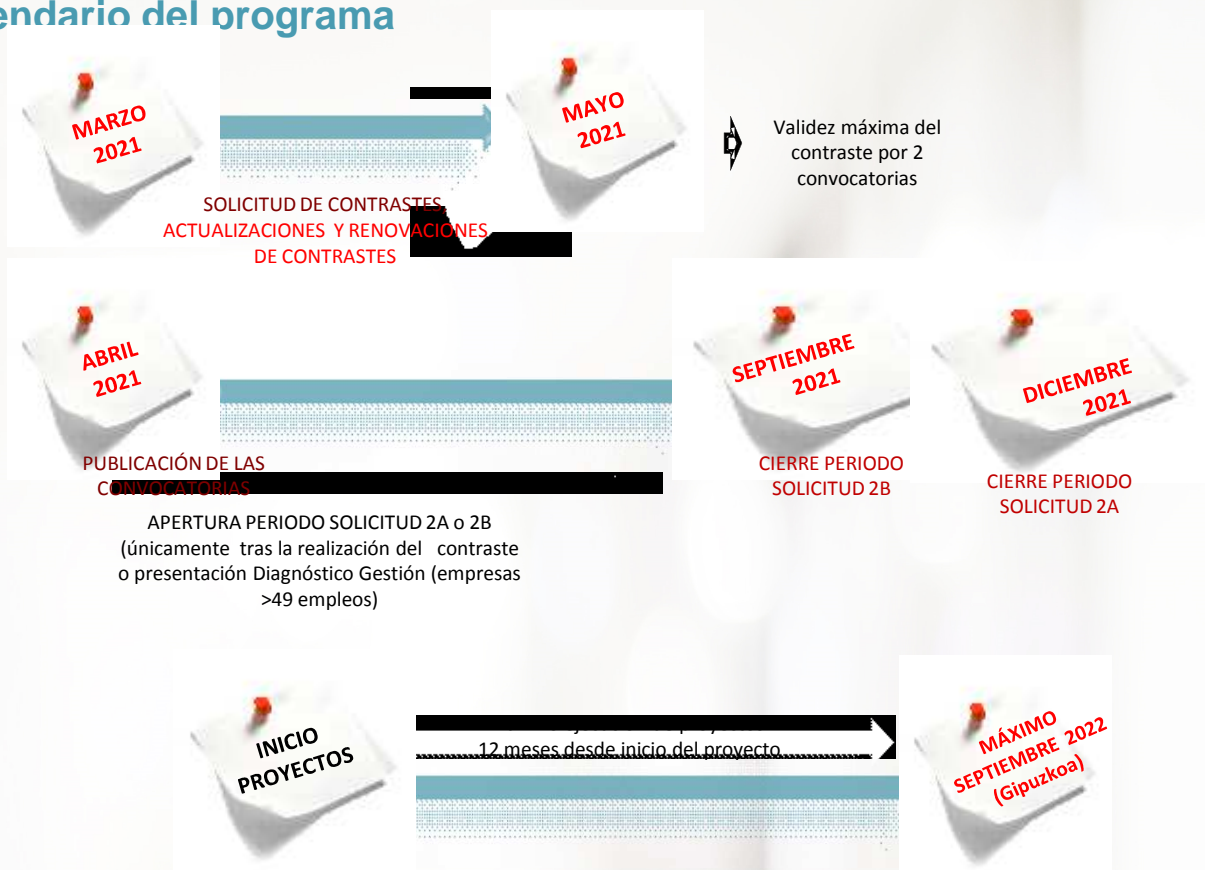 endario del programa
MARZO
2021
MAYO
2021
Validez máxima del
contraste por 2
convocatorias
SOLICITUD DE CONTRASTES,
ACTUALIZACIONES Y RENOVACIONES
DE CONTRASTES
ABRIL
2021
SEPTIEMBRE
2021
DICIEMBRE
2021
PUBLICACIÓN DE LAS
CONVOCATORIAS
CIERRE PERIODO
SOLICITUD 2B
CIERRE PERIODO
SOLICITUD 2A
APERTURA PERIODO SOLICITUD 2A o 2B
(únicamente tras la realización del contraste
o presentación Diagnóstico Gestión (empresas
>49 empleos)
INICIO
PROYECTOS
12 meses desde inicio del proyecto
MÁXIMO
SEPTIEMBRE 2022
(Gipuzkoa)